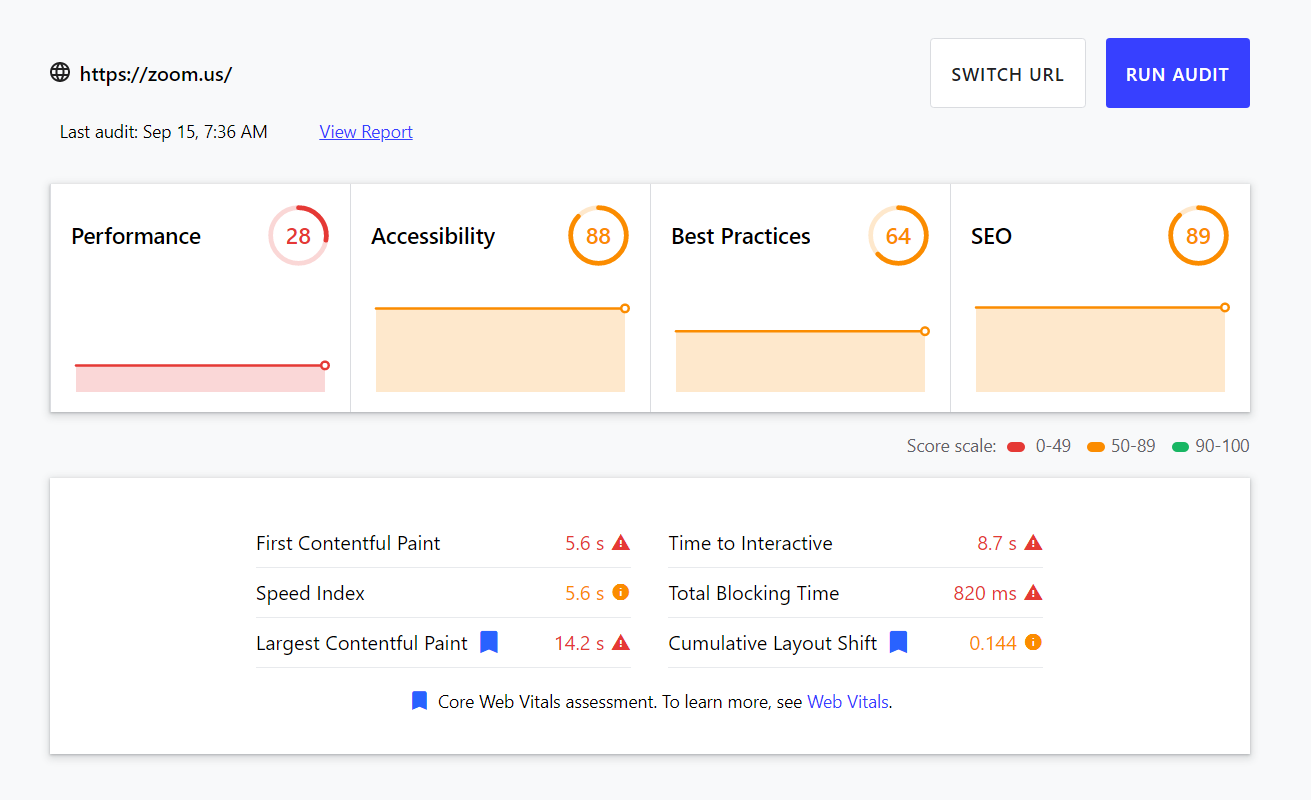 https://zoom.us/
SWITCH URL
RUN AUDIT
Last audit: Sep 15, 7:36 AM
View Report
Performance 28
Accessibility 88
Best Practices 64
SEO 89
Score scale: 0-49 50-89 90-100
First Contentful Paint 5.6 s
Time to Interactive 8.7 s
Speed Index 5.6 s
Total Blocking Time 820 ms
Largest Contentful Paint 14.2 s
Cumulative Layout Shift 0.144
Core Web Vitals assessment. To learn more, see Web Vitals.